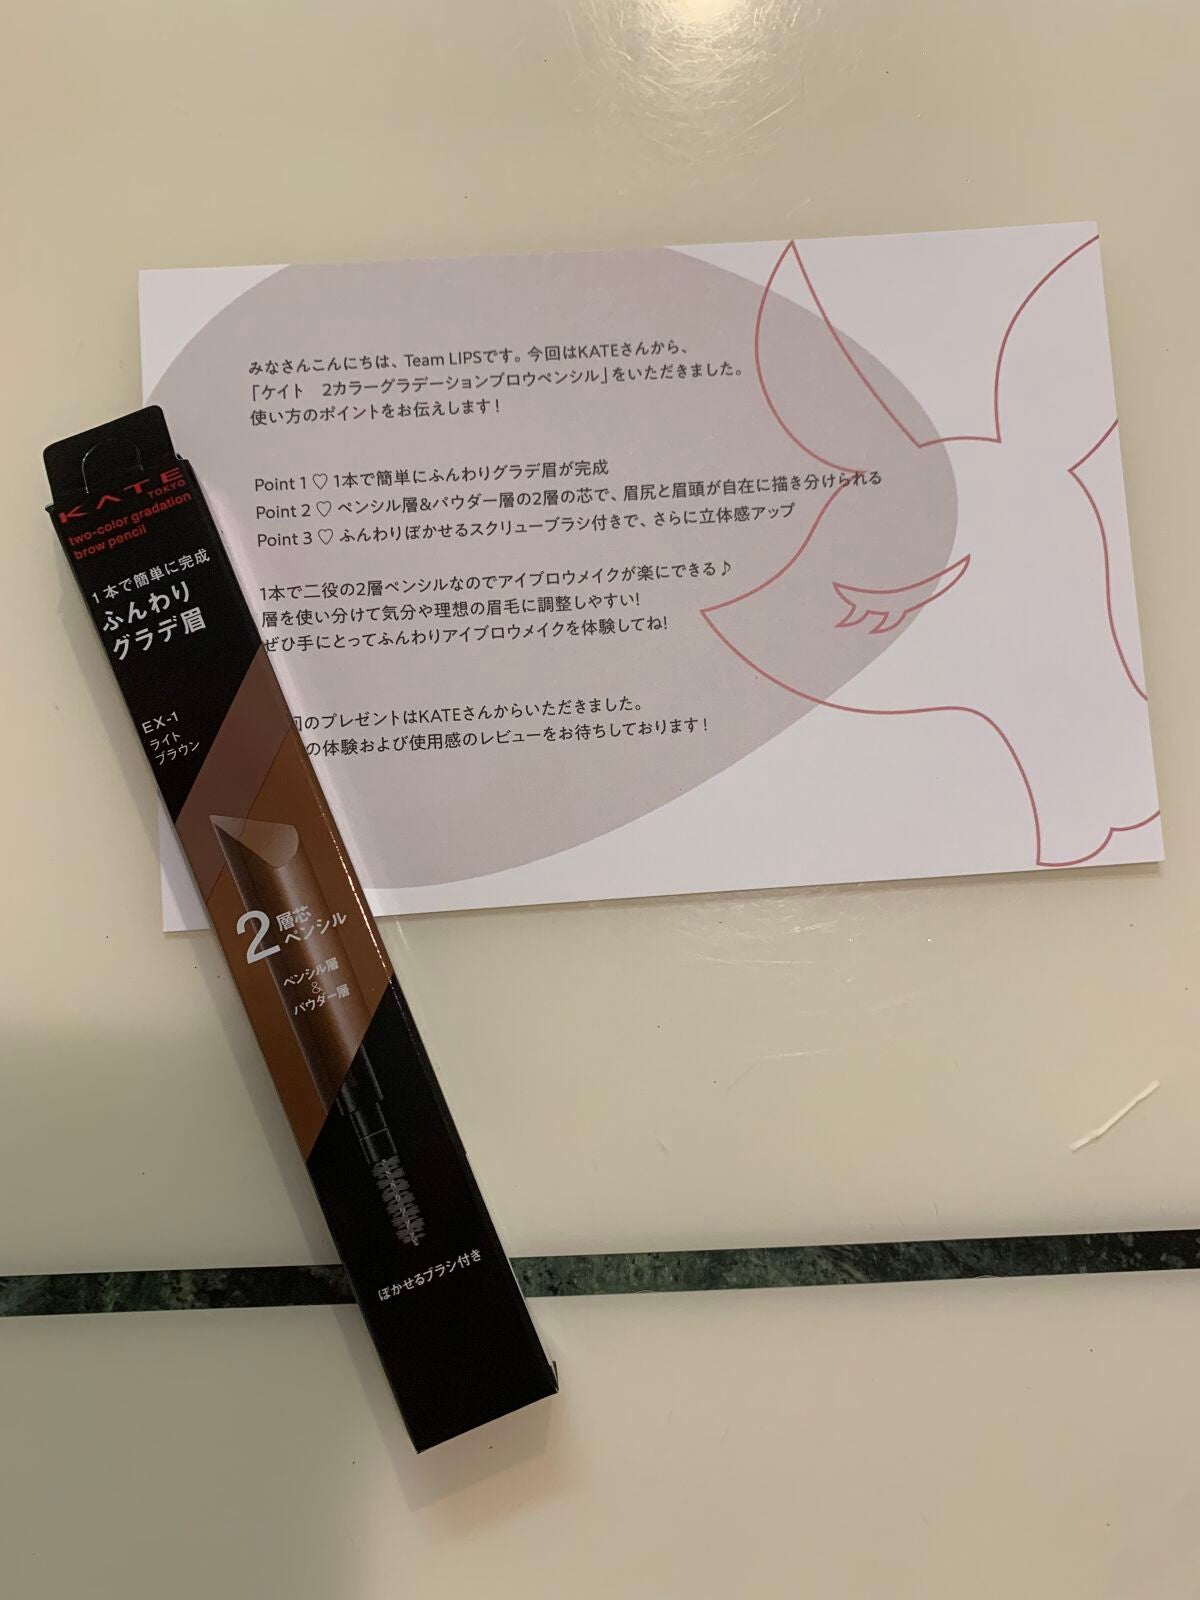 みなさんこんにちは、Team LIPSです。今回はKATEさんから、
「ケイト 2カラーグラデーションブロウペンシル」をいただきました。
使い方のポイントをお伝えします!
Point 1 ♡ 1本で簡単にふんわりグラデ眉が完成
Point 2 ♡ ペンシル層&パウダー層の2層の芯で、眉尻と眉頭が自在に描き分けられる
Point 3 ♡ ふんわりぼかせるスクリューブラシ付きで、さらに立体感アップ
1本で二役の2層ペンシルなのでアイブロウメイクが楽にできる♪
層を使い分けて気分や理想の眉毛に調整しやすい!
ぜひ手にとってふんわりアイブロウメイクを体験してね!
回のプレゼントはKATEさんからいただきました。
の体験および使用感のレビューをお待ちしております!
KATE
TOKYO
two-color gradation
brow pencil
1本で簡単に完成
ふんわり
グラデ眉
EX-1
ライト
ブラウン
2層芯
ペンシル
ペンシル層
&
パウダー層
ぼかせるブラシ付き